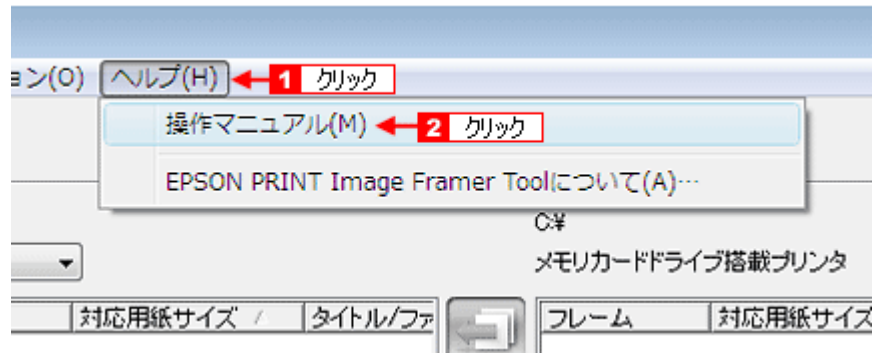 ョン(O) ヘルプ(H) 1 クリック
操作マニュアル(M) 2 クリック
EPSON PRINT Image Framer Toolについて(A)…
C:¥
メモリカードドライブ搭載プリンタ
対応用紙サイズ タイトル/ファ フレーム 対応用紙サイズ